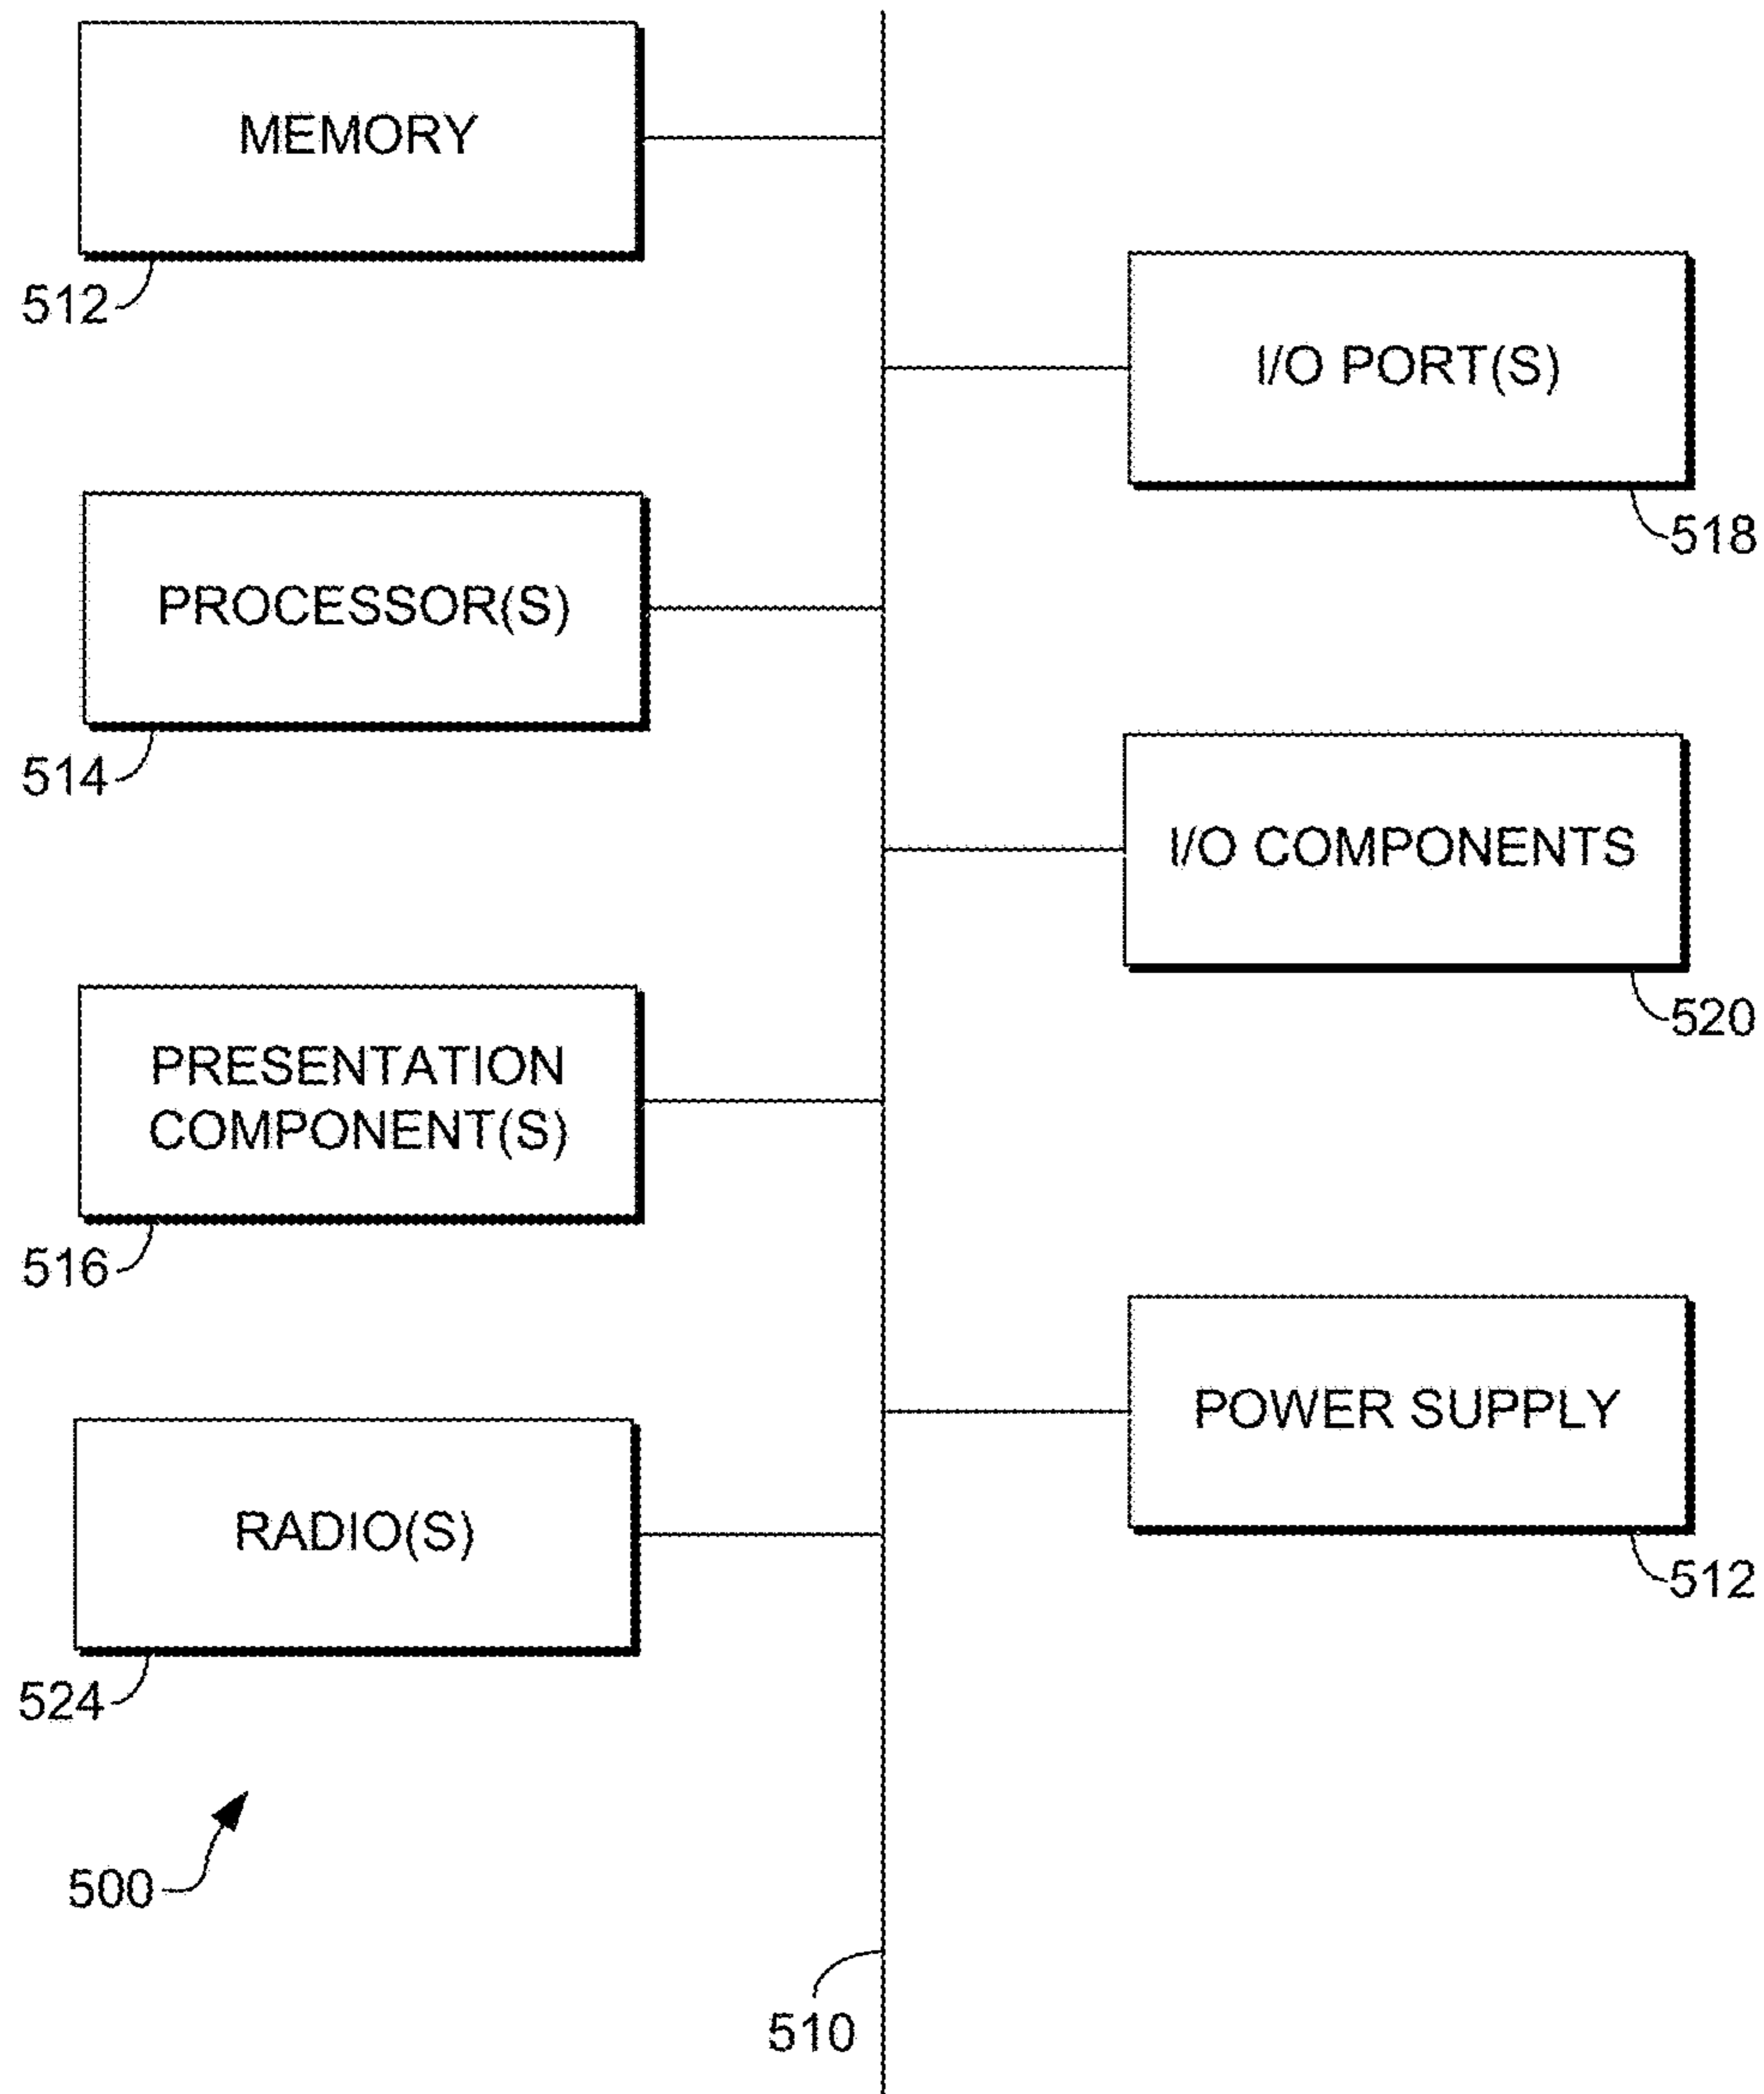 MEMORY
512
I/O PORT(S)
518
PROCESSOR(S)
514
I/O COMPONENTS
520
PRESENTATION
COMPONENT(S)
516
POWER SUPPLY
512
RADIO(S)
524
500
510